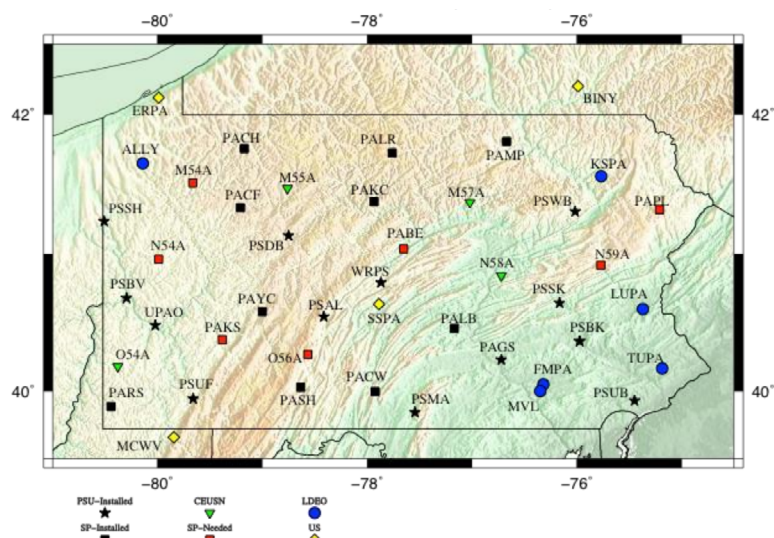 −80° −78° −76°
ERPA BINY
42° 42°
PACH PALR PAMP
ALLY KSPA
M54A M55A
PACF PAKC M57A PSWB PAPL
PSSH
PSDB PABE
N54A N58A N59A
WRPS
PSBV PSSK LUPA
UPAO PAYC PSAL SSPA
PAKS PALB PSBK
O54A O56A PAGS TUPA
40° 40°
PARS PSUF PASH PACW FMPA
PSMA MVL PSUB
MCWV
−80° −78° −76°
PSU−Installed CEUSN LDEO
SP−Installed SP−Needed US